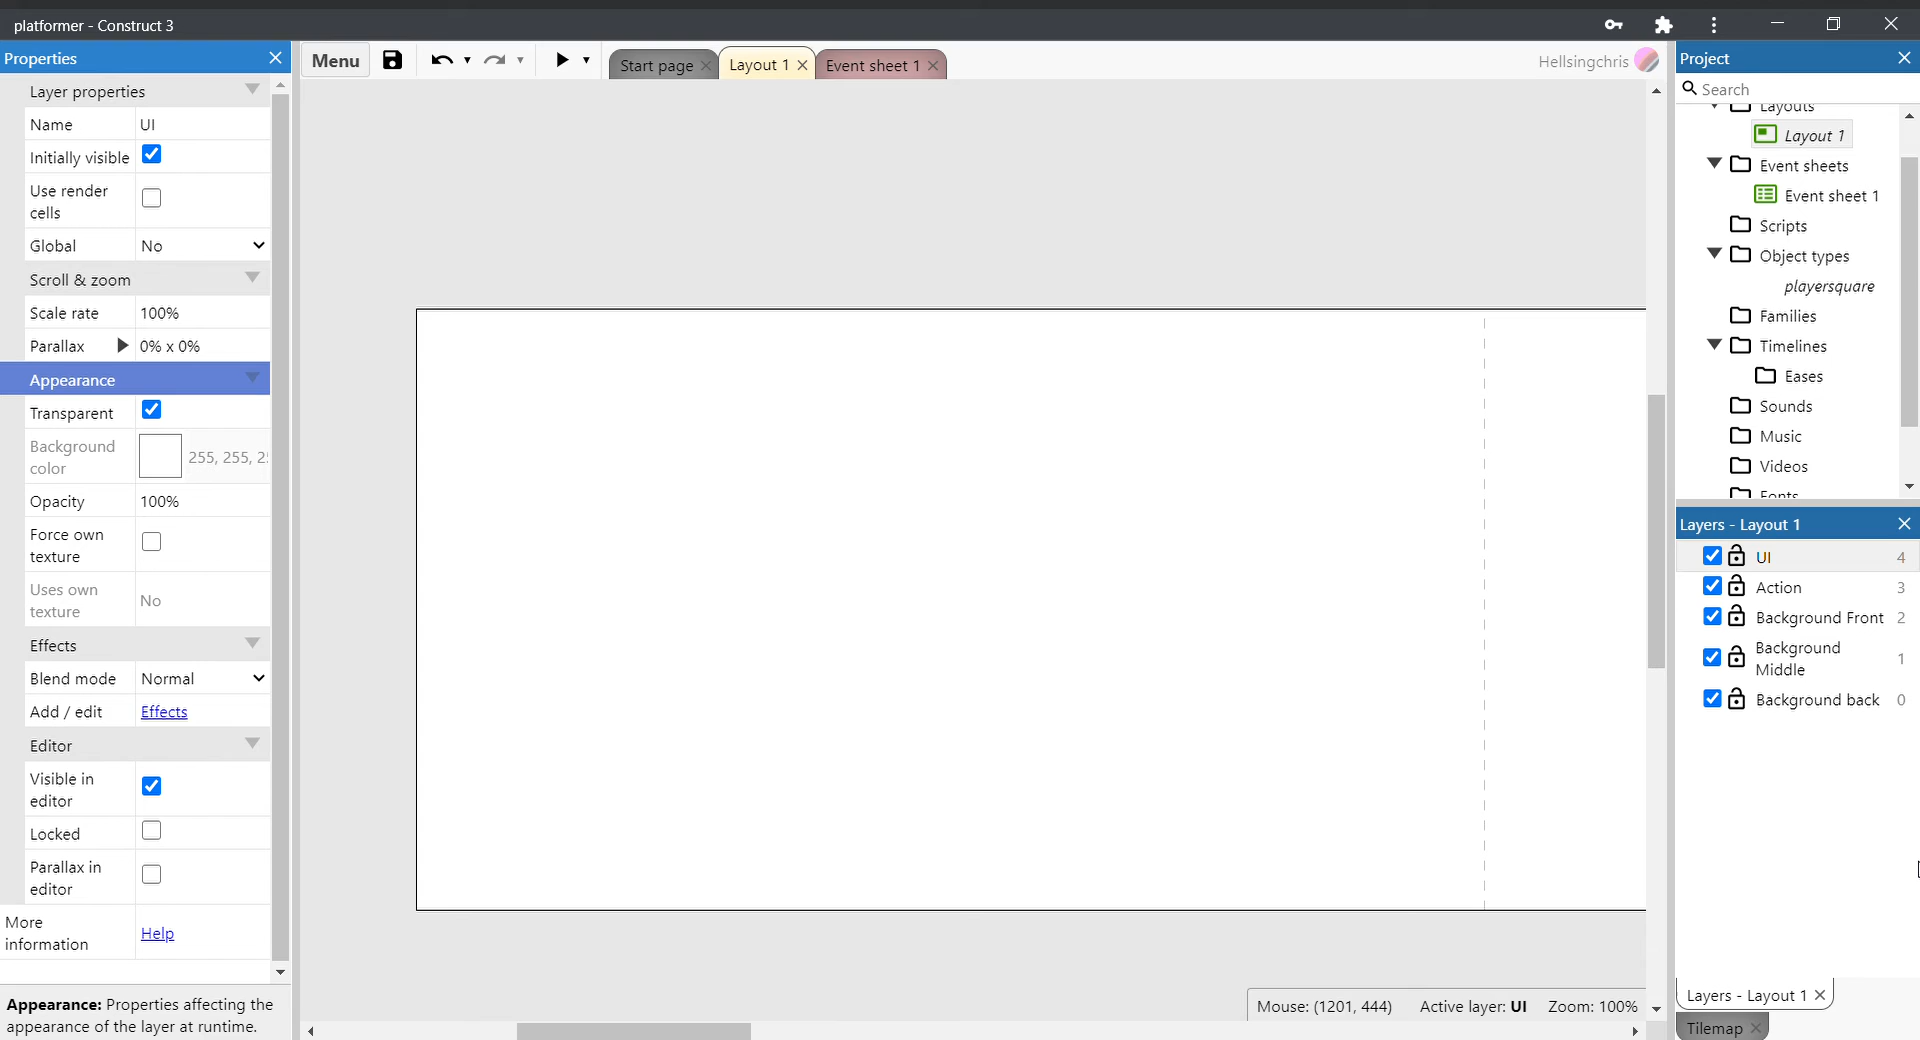 platformer - Construct 3
Properties
Menu
Start page
Layout 1
Event sheet 1
Hellsingchris
Project
Layer properties
Name
UI
Initially visible
Use render
cells
Global
No
Scroll & zoom
Scale rate
100%
Parallax
0% x 0%
Appearance
Transparent
Background
color
255, 255, 2
Opacity
100%
Force own
texture
Uses own
texture
No
Effects
Blend mode
Normal
Add / edit
Effects
Editor
Visible in
editor
Locked
Parallax in
editor
More
information
Help
Appearance: Properties affecting the
appearance of the layer at runtime.
Mouse: (1201, 444)
Active layer: UI
Zoom: 100%
Search
Layouts
Layout 1
Event sheets
Event sheet 1
Scripts
Object types
playersquare
Families
Timelines
Eases
Sounds
Music
Videos
Fonts
Layers - Layout 1
UI 4
Action 3
Background Front 2
Background
Middle 1
Background back 0
Layers - Layout 1
Tilemap